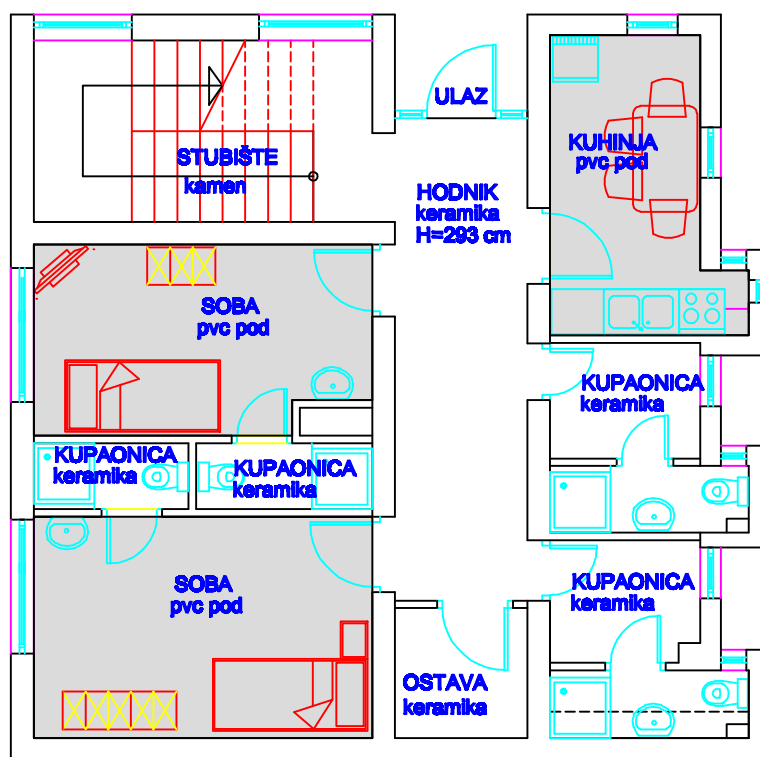 ULAZ
STUBIŠTE
kamen
KUHINJA
pvc pod
HODNIK
keramika
H=293 cm
SOBA
pvc pod
KUPAONICA
keramika
KUPAONICA
keramika
KUPAONICA
keramika
SOBA
pvc pod
KUPAONICA
keramika
OSTAVA
keramika